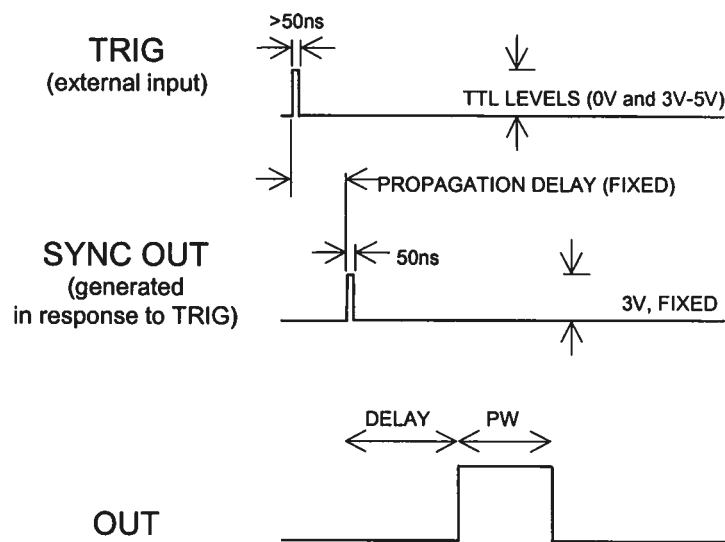 >50ns
TRIG
(external input)
TTL LEVELS (0V and 3V-5V)
PROPAGATION DELAY (FIXED)
SYNC OUT
(generated
in response to TRIG)
50ns
3V, FIXED
DELAY
PW
OUT